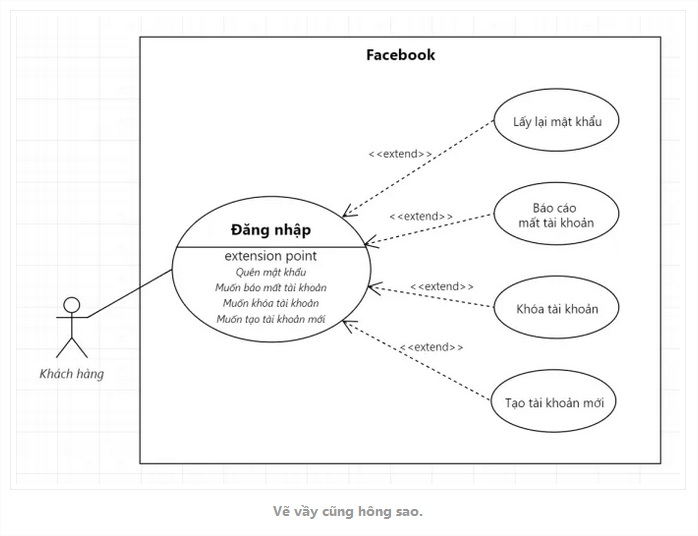 Facebook
Lấy lại mật khẩu
<<extend>>
Báo cáo
mất tài khoản
<<extend>>
Đăng nhập
extension point
Quên mật khẩu
Muốn báo mất tài khoản
Muốn khóa tài khoản
Muốn tạo tài khoản mới
<<extend>>
Khóa tài khoản
<<extend>>
Khách hàng
Tạo tài khoản mới
Vẽ vầy cũng hông sao.